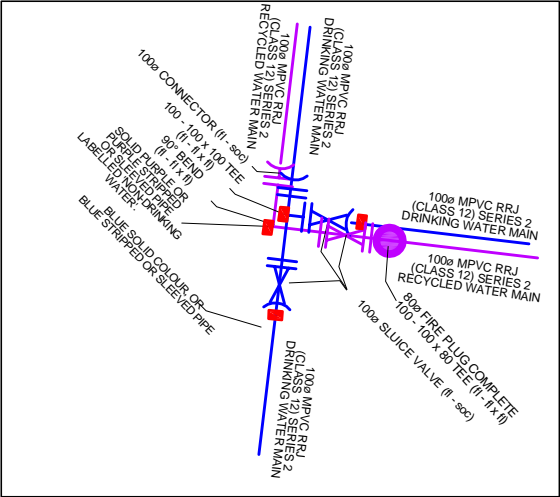 100ø MPVC RRJ
(CLASS 12) SERIES 2
RECYCLED WATER MAIN
100ø MPVC RRJ
(CLASS 12) SERIES 2
DRINKING WATER MAIN
100ø CONNECTOR (fl - soc)
100 - 100 x 100 TEE
(fl - fl x fl)
90° BEND
(fl - fl x fl)
SOLID PURPLE OR
PURPLE STRIPPED
OR SLEEVED PIPE
LABELLED NON-DRINKING
WATER.
BLUE SOLID COLOUR OR
BLUE STRIPPED OR SLEEVED PIPE
100ø MPVC RRJ
(CLASS 12) SERIES 2
DRINKING WATER MAIN
100ø MPVC RRJ
(CLASS 12) SERIES 2
RECYCLED WATER MAIN
80ø FIRE PLUG COMPLETE
100 - 100 x 80 TEE (fl - fl x fl)
100ø SLUICE VALVE (fl - soc)
100ø MPVC RRJ
(CLASS 12) SERIES 2
DRINKING WATER MAIN